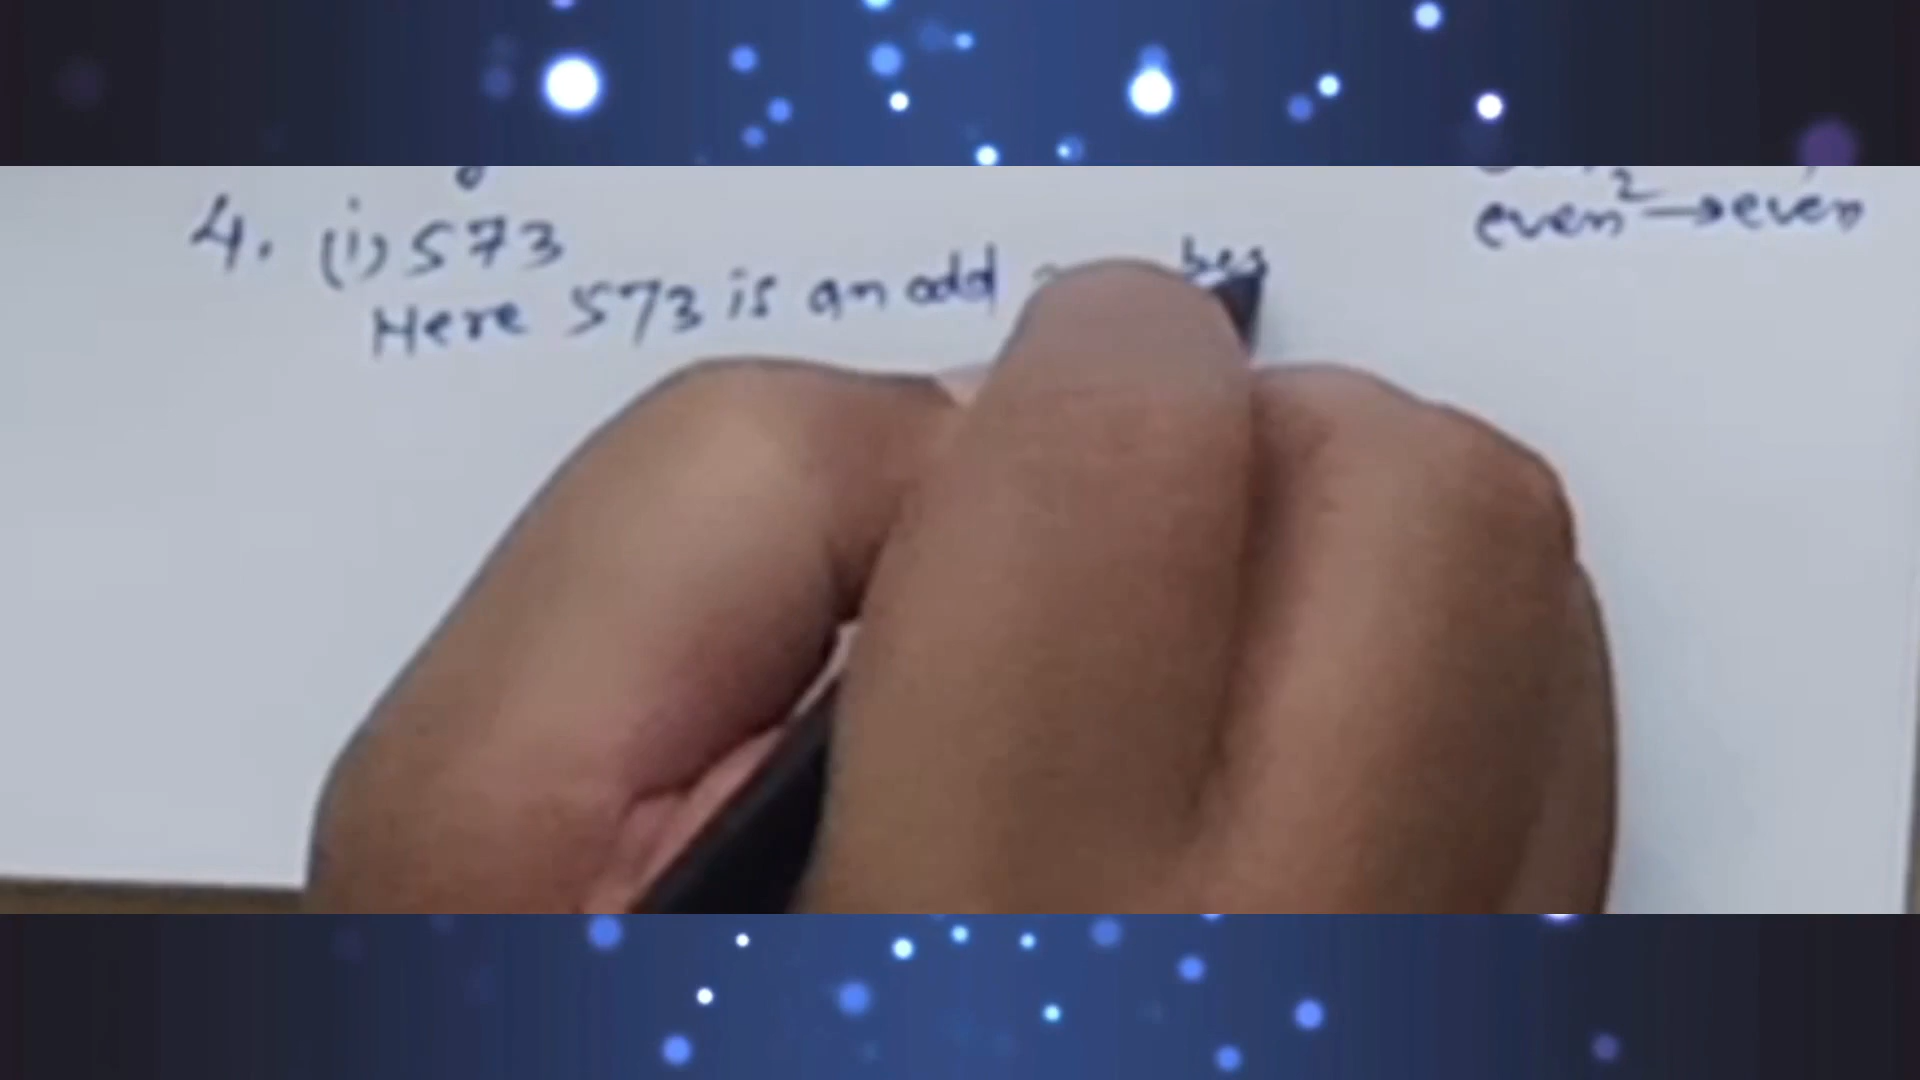 4. (i) 573
even² → even
Here 573 is an odd